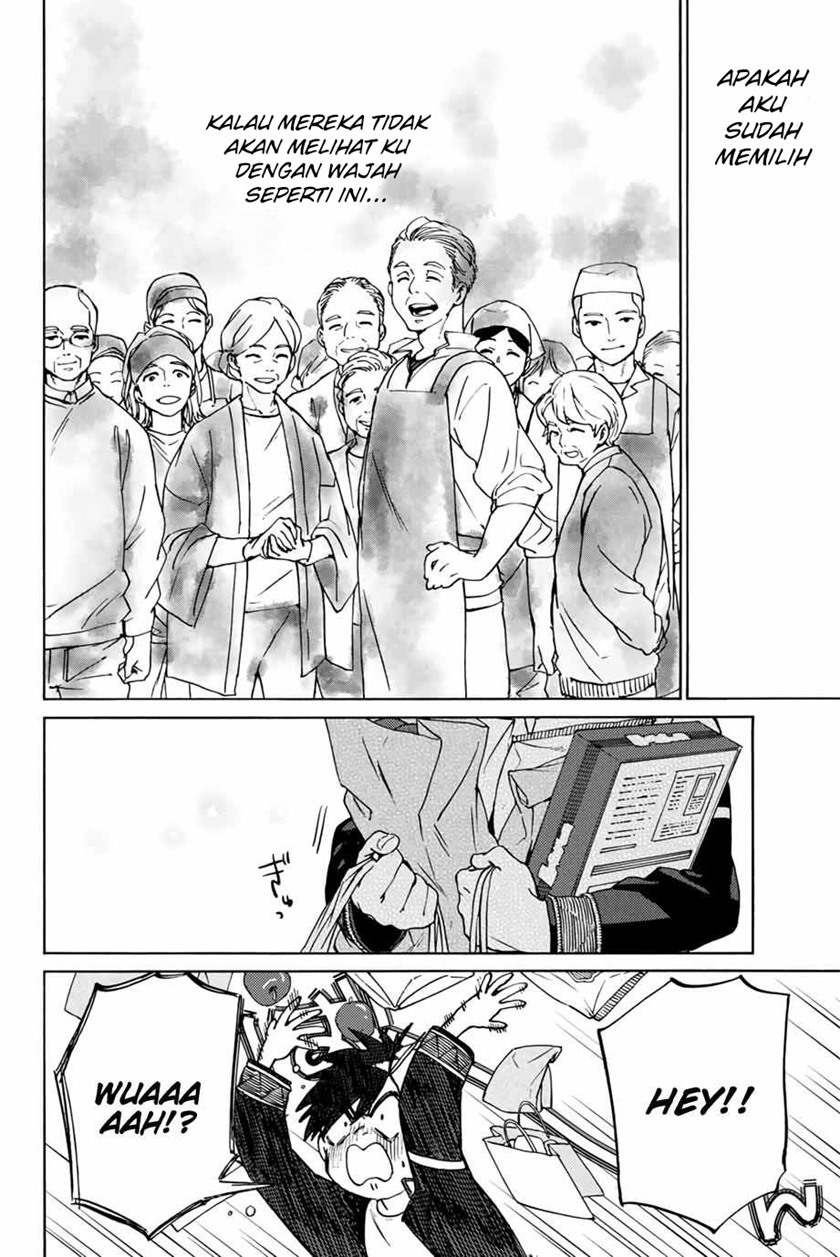 APAKAH
AKU
SUDAH
MEMILIH
KALAU MEREKA TIDAK
AKAN MELIHAT KU
DENGAN WAJAH
SEPERTI INI...
ぎゅっ
HEY!!
WUAAA
AAH!?